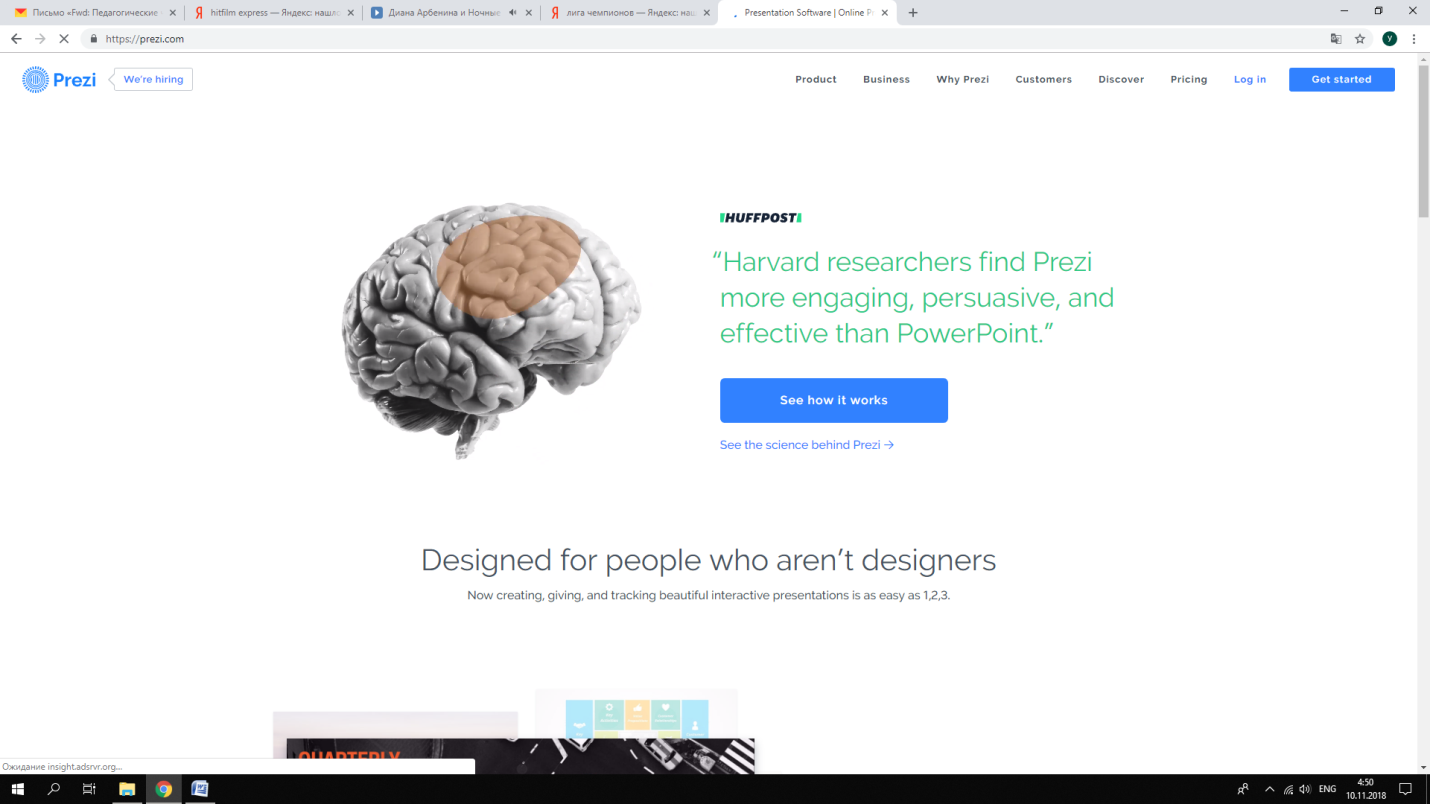 Письмо «Fwd: Педагогические
hitfilm express — Яндекс: нашло
Диана Арбенина и Ночные
лига чемпионов — Яндекс: наш
Presentation Software | Online Pr
https://prezi.com
y
Prezi
We're hiring
Product
Business
Why Prezi
Customers
Discover
Pricing
Log in
Get started
HUFFPOST
“Harvard researchers find Prezi
more engaging, persuasive, and
effective than PowerPoint.”
See how it works
See the science behind Prezi →
Designed for people who aren’t designers
Now creating, giving, and tracking beautiful interactive presentations is as easy as 1,2,3.
QUARTERLY
Ожидание insight.adsrvr.org...
ENG
4:50
10.11.2018